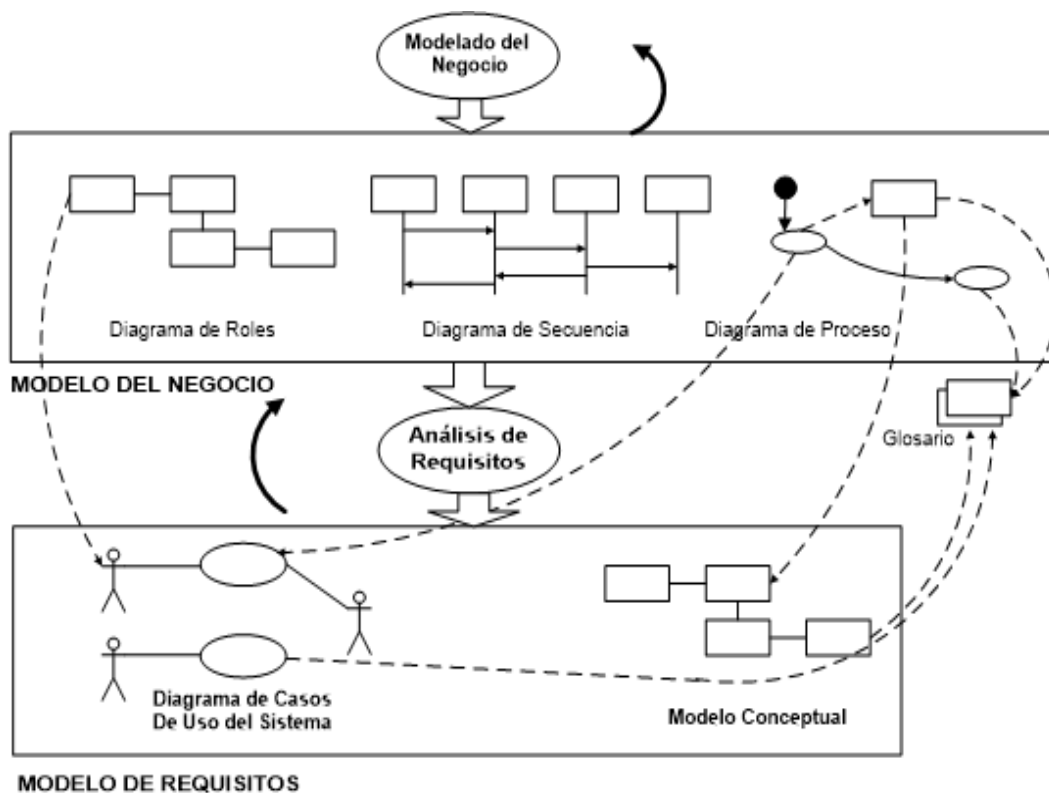 Modelado del
Negocio
Diagrama de Roles
Diagrama de Secuencia
Diagrama de Proceso
MODELO DEL NEGOCIO
Análisis de
Requisitos
Glosario
Diagrama de Casos
De Uso del Sistema
Modelo Conceptual
MODELO DE REQUISITOS